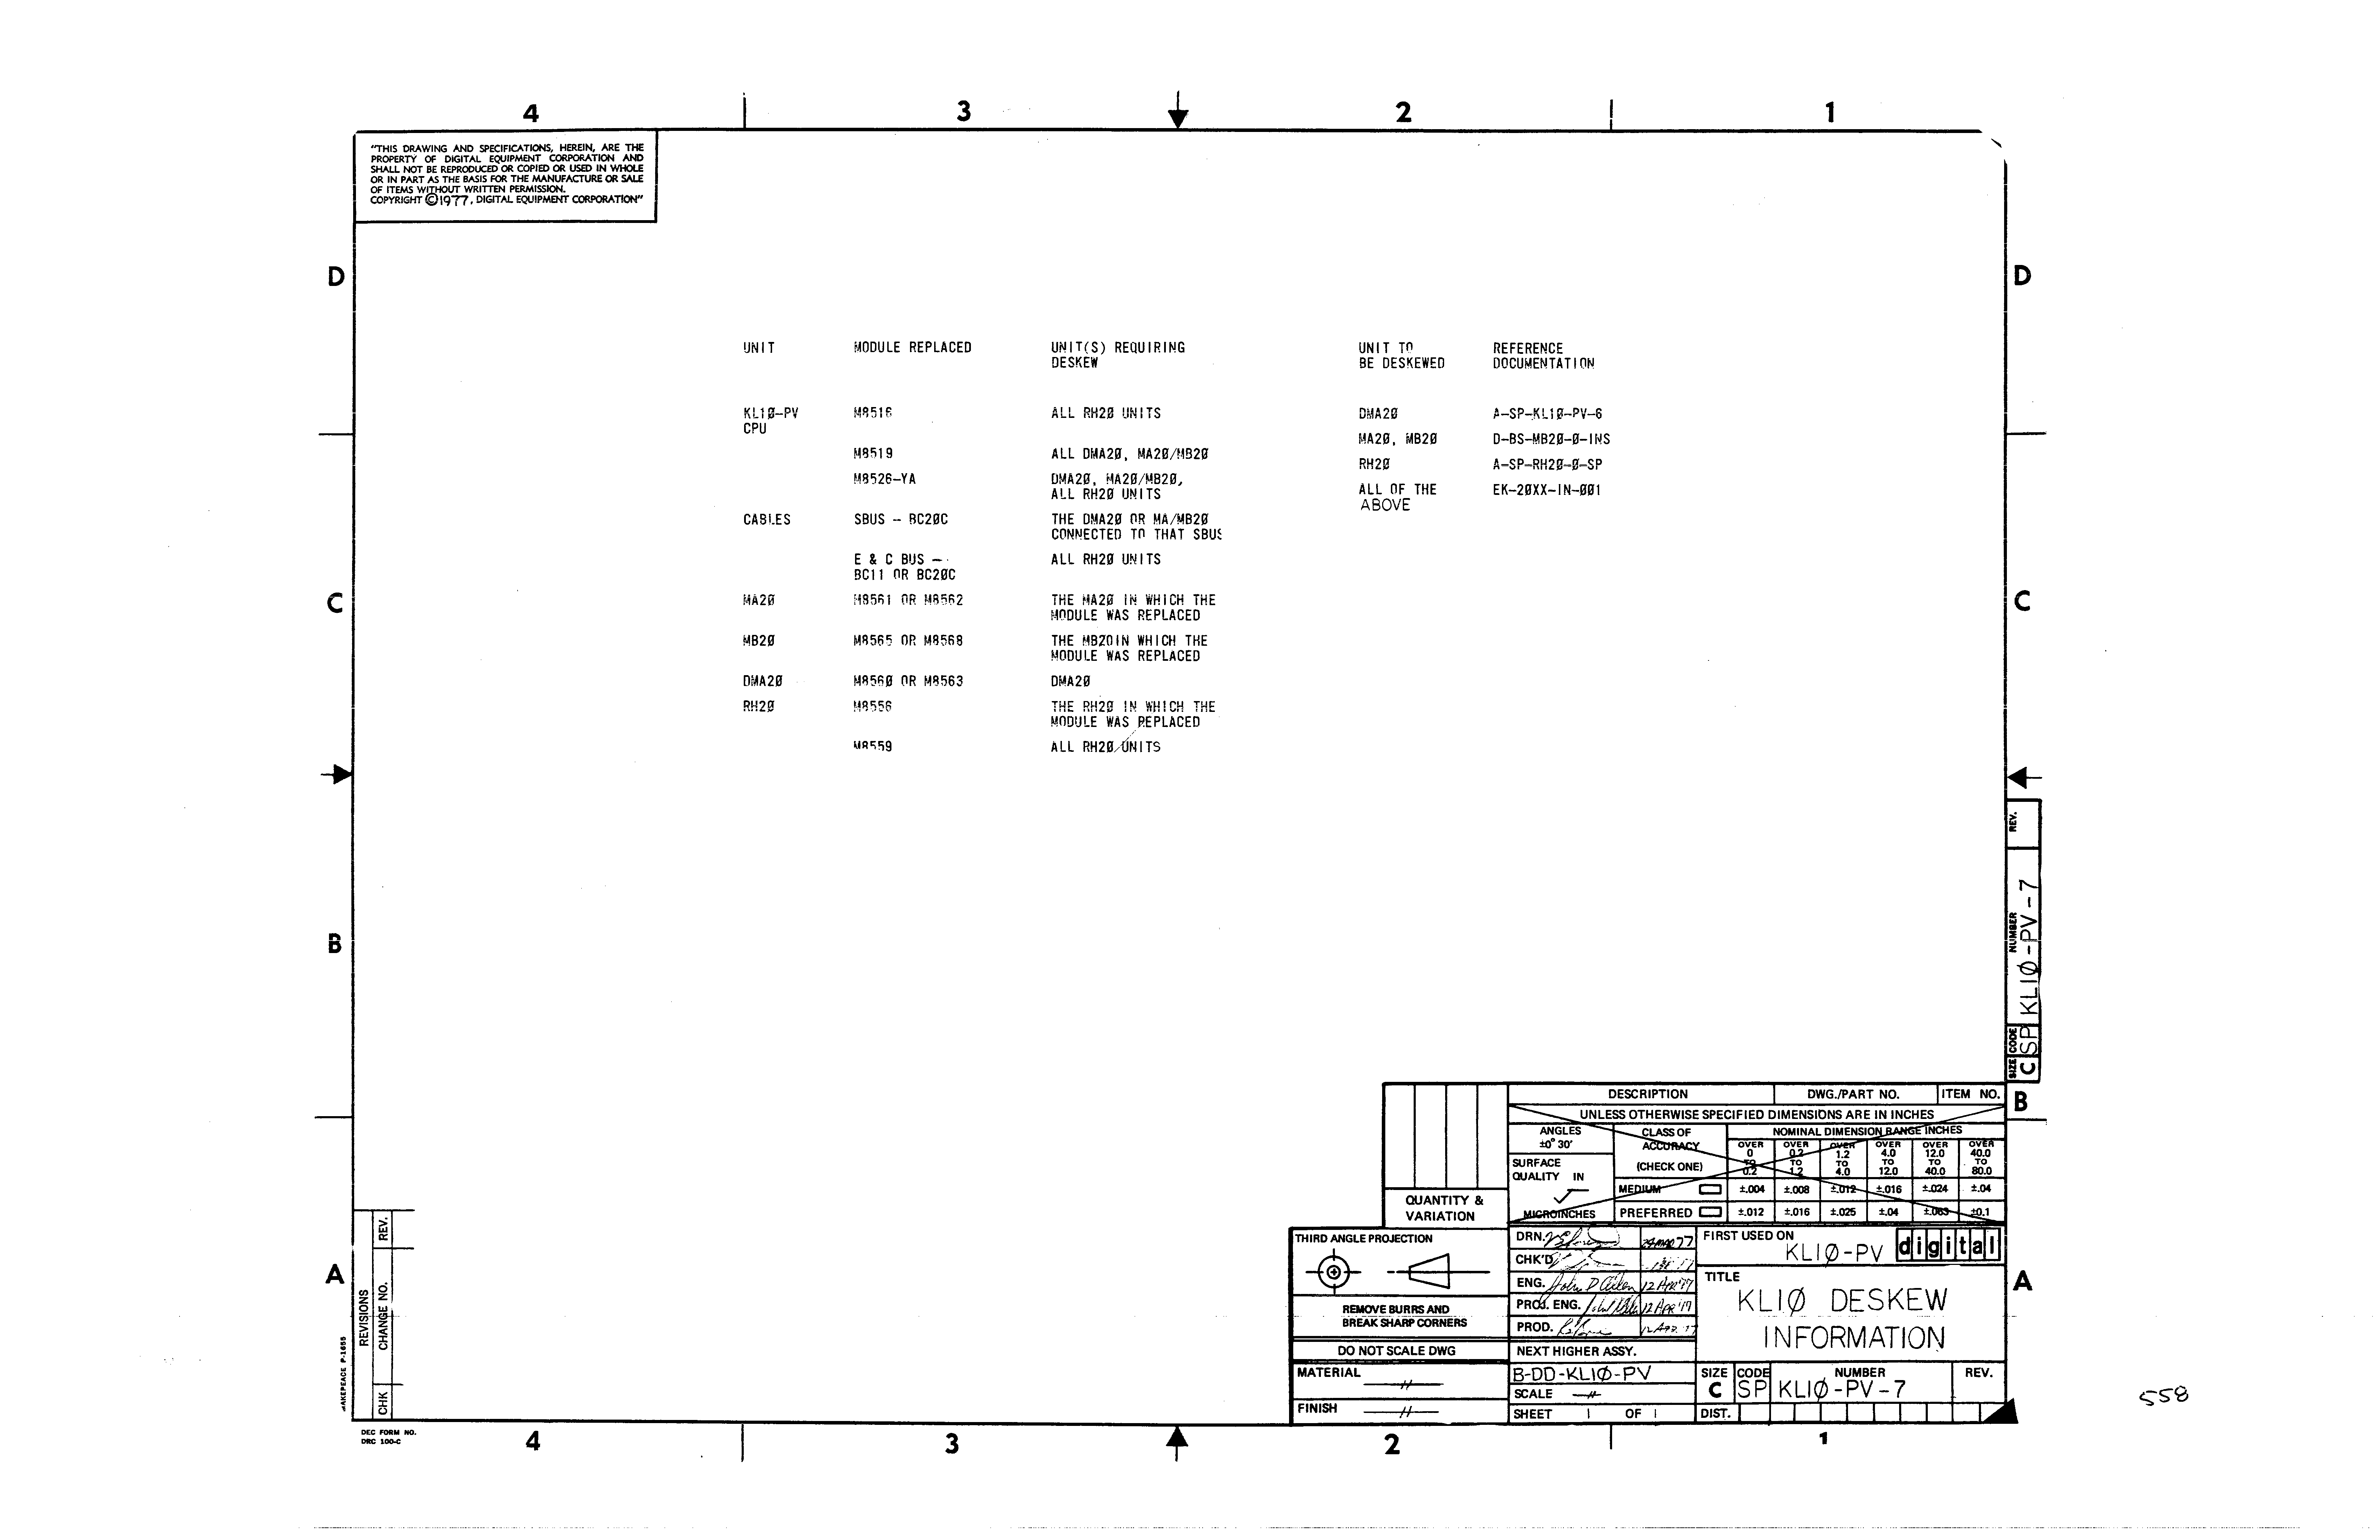 4 3 2 1
"THIS DRAWING AND SPECIFICATIONS, HEREIN, ARE THE
PROPERTY OF DIGITAL EQUIPMENT CORPORATION AND
SHALL NOT BE REPRODUCED OR COPIED OR USED IN WHOLE
OR IN PART AS THE BASIS FOR THE MANUFACTURE OR SALE
OF ITEMS WITHOUT WRITTEN PERMISSION.
COPYRIGHT ©1977, DIGITAL EQUIPMENT CORPORATION"
D D
UNIT MODULE REPLACED UNIT(S) REQUIRING
DESKEW
KL1Ø-PV M8516 ALL RH2Ø UNITS
CPU
M8519 ALL DMA2Ø, MA2Ø/MB2Ø
M8526-YA DMA2Ø, MA2Ø/MB2Ø,
ALL RH2Ø UNITS
CABLES SBUS - BC2ØC THE DMA2Ø OR MA/MB2Ø
CONNECTED TO THAT SBUS
E & C BUS - ALL RH2Ø UNITS
BC11 OR BC2ØC
MA2Ø M8561 OR M8562 THE MA2Ø IN WHICH THE
MODULE WAS REPLACED
MB2Ø M8565 OR M8568 THE MB20IN WHICH THE
MODULE WAS REPLACED
DMA2Ø M856Ø OR M8563 DMA2Ø
RH2Ø M8556 THE RH2Ø IN WHICH THE
MODULE WAS REPLACED
M8559 ALL RH2Ø UNITS
UNIT TO REFERENCE
BE DESKEWED DOCUMENTATION
DMA2Ø A-SP-KL1Ø-PV-6
MA2Ø, MB2Ø D-BS-MB2Ø-Ø-INS
RH2Ø A-SP-RH2Ø-Ø-SP
ALL OF THE EK-2ØXX-IN-ØØ1
ABOVE
C C
B B
REV.
NUMBER
KL1Ø-PV-7
SIZE CODE
C SP
DESCRIPTION DWG./PART NO. ITEM NO.
UNLESS OTHERWISE SPECIFIED DIMENSIONS ARE IN INCHES
ANGLES
±0° 30'
SURFACE
QUALITY IN
MICROINCHES
CLASS OF
ACCURACY
(CHECK ONE)
NOMINAL DIMENSION RANGE INCHES
OVER OVER OVER OVER OVER OVER
0 0.2 1.2 4.0 12.0 40.0
TO TO TO TO TO TO
0.2 1.2 4.0 12.0 40.0 80.0
MEDIUM ±.004 ±.008 ±.012 ±.016 ±.024 ±.04
PREFERRED ±.012 ±.016 ±.025 ±.04 ±.063 ±0.1
QUANTITY &
VARIATION
THIRD ANGLE PROJECTION
REMOVE BURRS AND
BREAK SHARP CORNERS
DO NOT SCALE DWG
MATERIAL
FINISH
DRN. 29 MAR 77
CHK'D
ENG. 12 APR '77
PROJ. ENG. 12 APR '77
PROD. 12 APR 77
NEXT HIGHER ASSY.
B-DD-KL1Ø-PV
SCALE
SHEET 1 OF 1
FIRST USED ON
KL1Ø-PV
digital
TITLE
KL1Ø DESKEW
INFORMATION
SIZE CODE NUMBER REV.
C SP KL1Ø-PV-7
DIST.
A A
REVISIONS
CHK CHANGE NO. REV.
DEC FORM NO.
DRC 100-C
4 3 2 1
558